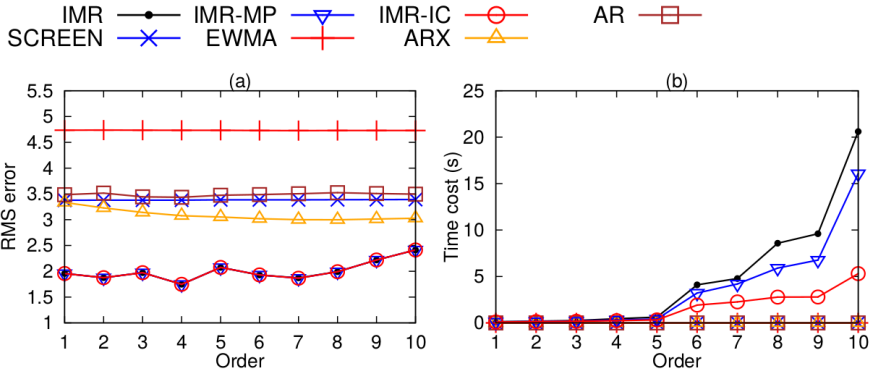 IMR IMR-MP IMR-IC AR
SCREEN EWMA ARX
(a)
RMS error
5.5
5
4.5
4
3.5
3
2.5
2
1.5
1
1 2 3 4 5 6 7 8 9 10
Order
(b)
Time cost (s)
25
20
15
10
5
0
1 2 3 4 5 6 7 8 9 10
Order